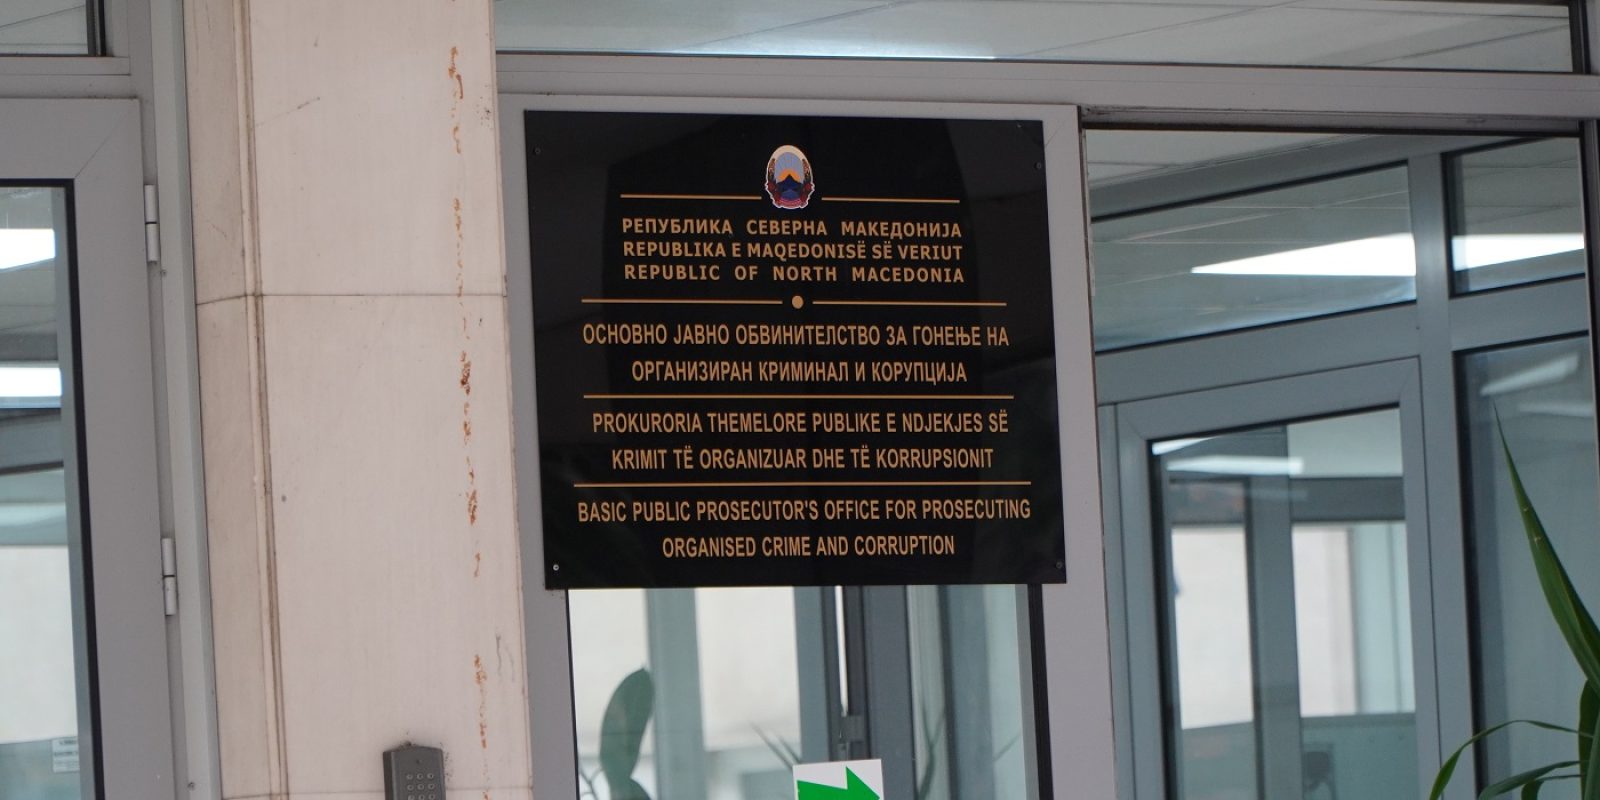 РЕПУБЛИКА СЕВЕРНА МАКЕДОНИЈА
REPUBLIKA E MAQEDONISË SË VERIUT
REPUBLIC OF NORTH MACEDONIA
ОСНОВНО ЈАВНО ОБВИНИТЕЛСТВО ЗА ГОНЕЊЕ НА
ОРГАНИЗИРАН КРИМИНАЛ И КОРУПЦИЈА
PROKURORIA THEMELORE PUBLIKE E NDJEKJES SË
KRIMIT TË ORGANIZUAR DHE TË KORRUPSIONIT
BASIC PUBLIC PROSECUTOR'S OFFICE FOR PROSECUTING
ORGANISED CRIME AND CORRUPTION